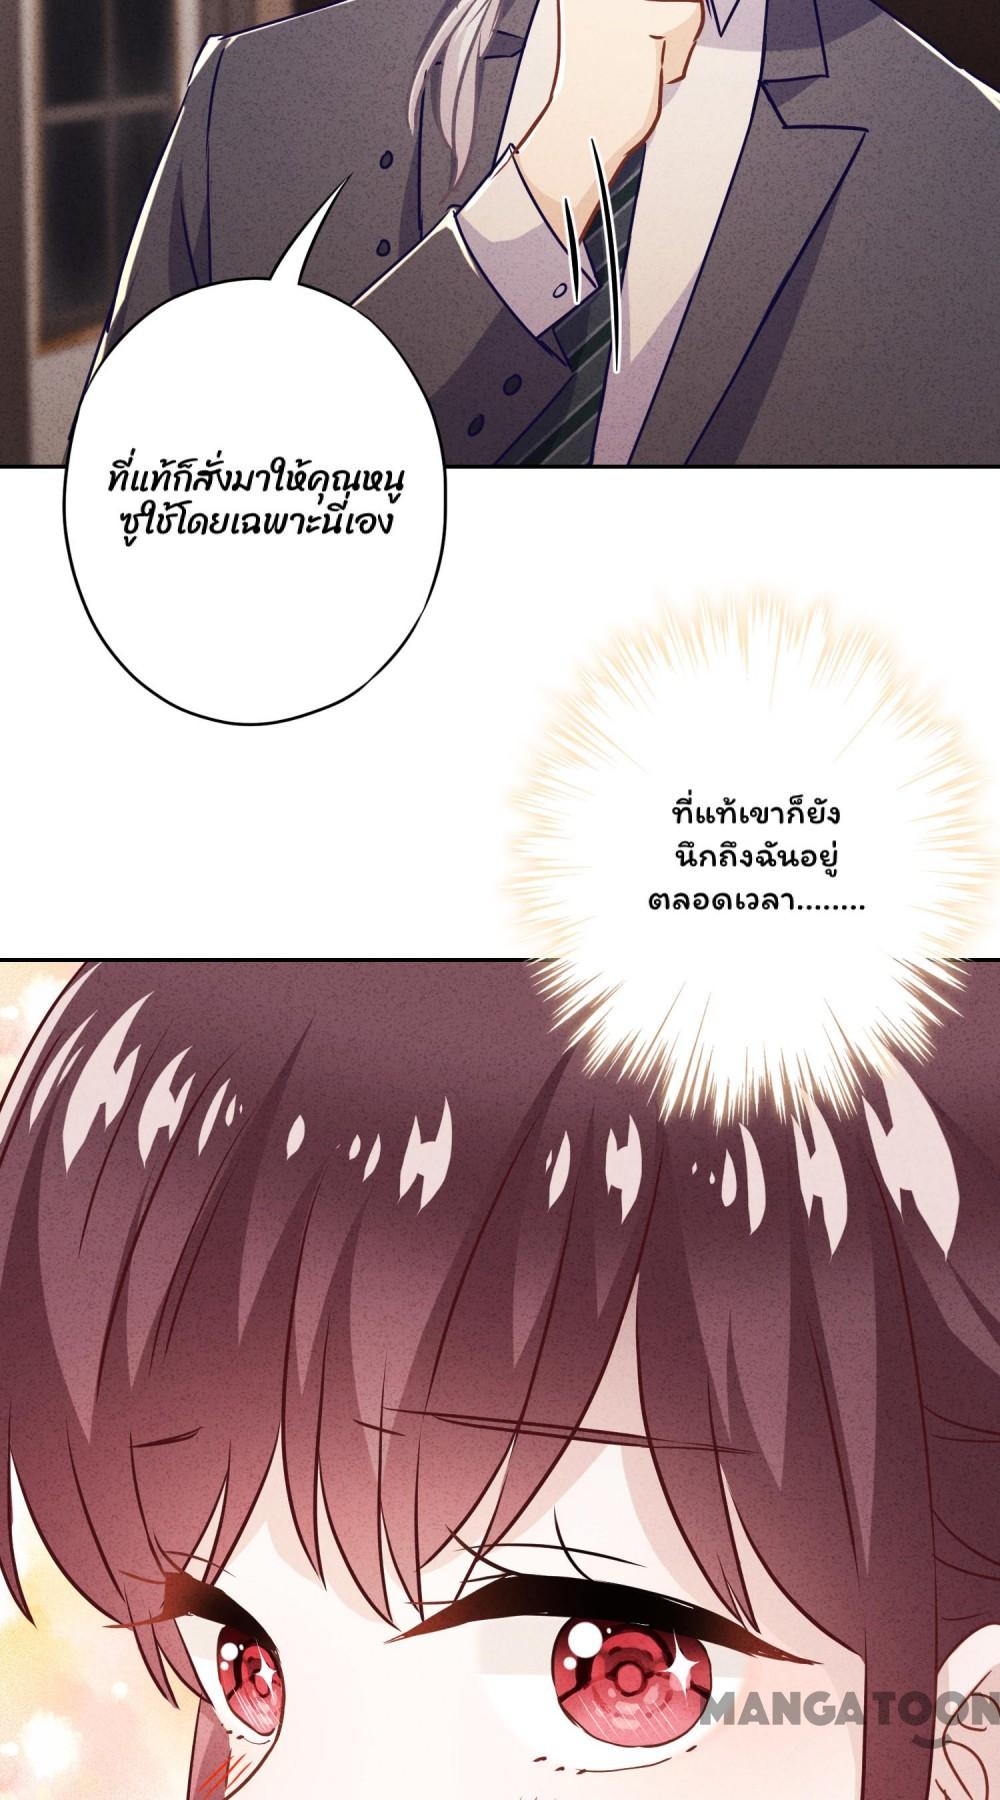 ที่แท้ก็สั่งมาให้คุณหนู
ซูใช้โดยเฉพาะนี่เอง
ที่แท้เขาก็ยัง
นึกถึงฉันอยู่
ตลอดเวลา........
MANGATOON